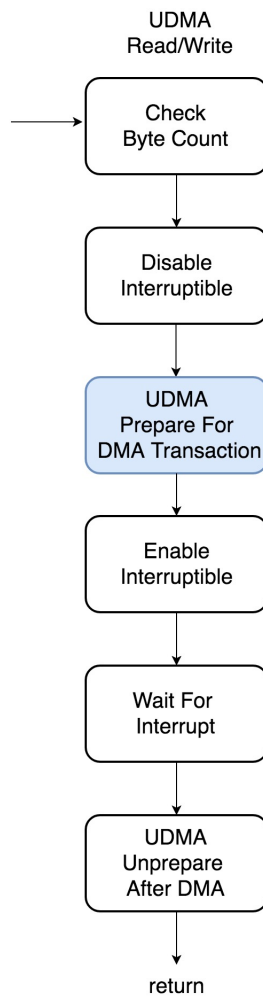 UDMA
Read/Write
Check
Byte Count
Disable
Interruptible
UDMA
Prepare For
DMA Transaction
Enable
Interruptible
Wait For
Interrupt
UDMA
Unprepare
After DMA
return